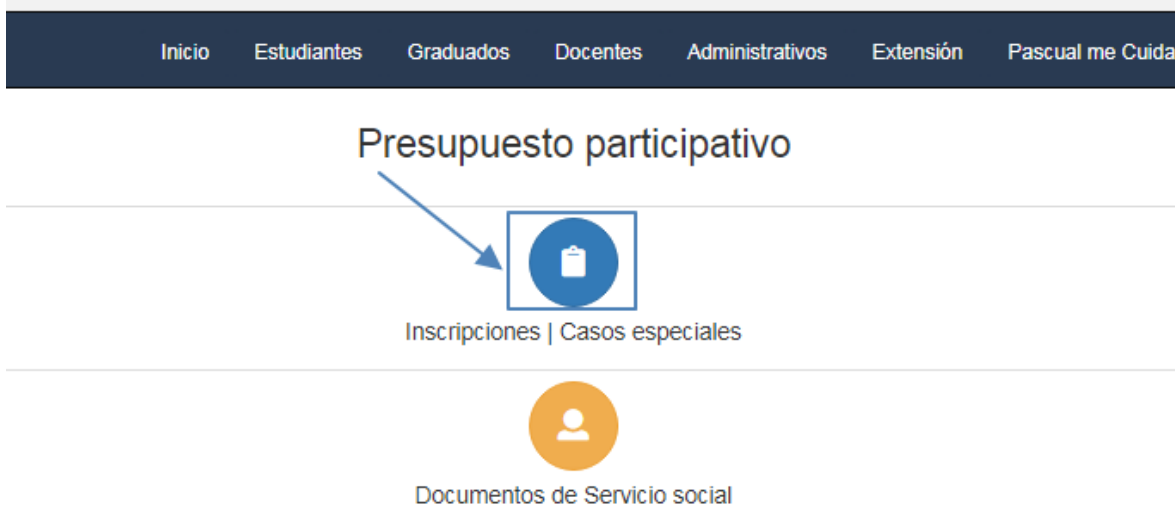 Inicio Estudiantes Graduados Docentes Administrativos Extensión Pascual me Cuida
Presupuesto participativo
Inscripciones | Casos especiales
Documentos de Servicio social